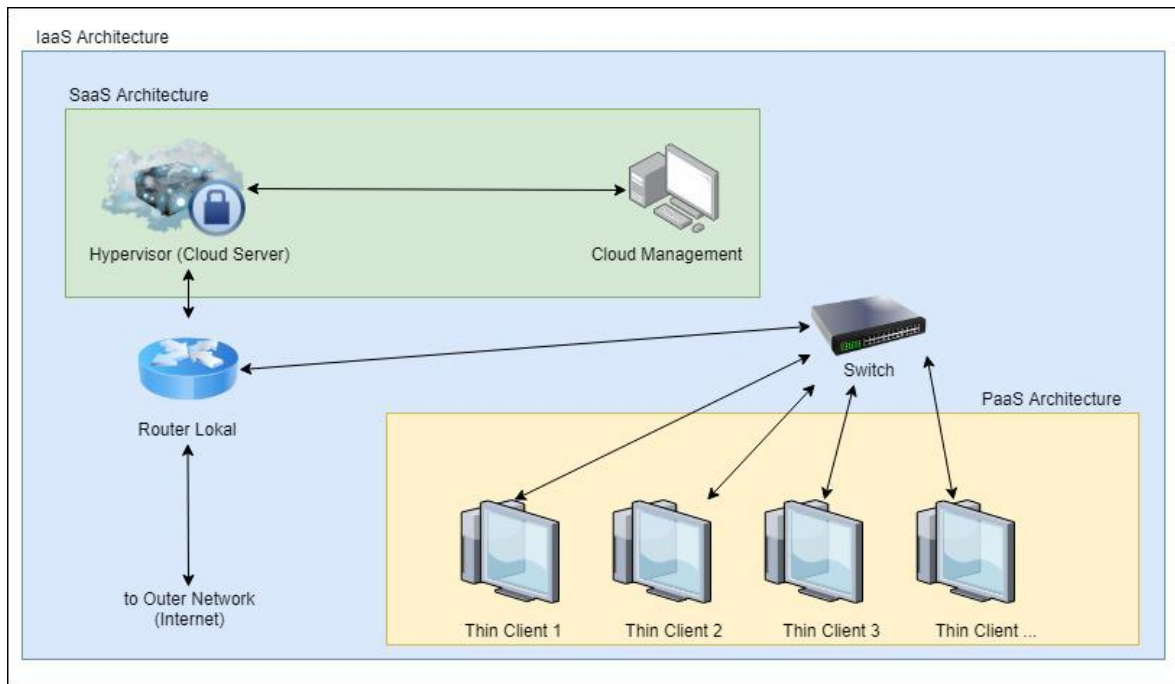 IaaS Architecture
SaaS Architecture
Hypervisor (Cloud Server)
Cloud Management
Switch
PaaS Architecture
Router Lokal
to Outer Network
(Internet)
Thin Client 1
Thin Client 2
Thin Client 3
Thin Client ...